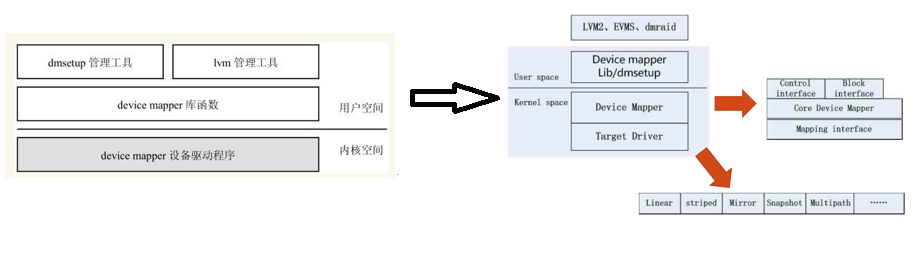 dmsetup 管理工具
lvm 管理工具
device mapper 库函数
用户空间
内核空间
device mapper 设备驱动程序
LVM2、EVMS、dmraid
Device mapper
Lib/dmsetup
User space
Kernel space
Device Mapper
Target Driver
Control
interface
Block
interface
Core Device Mapper
Mapping interface
Linear
striped
Mirror
Snapshot
Multipath
……